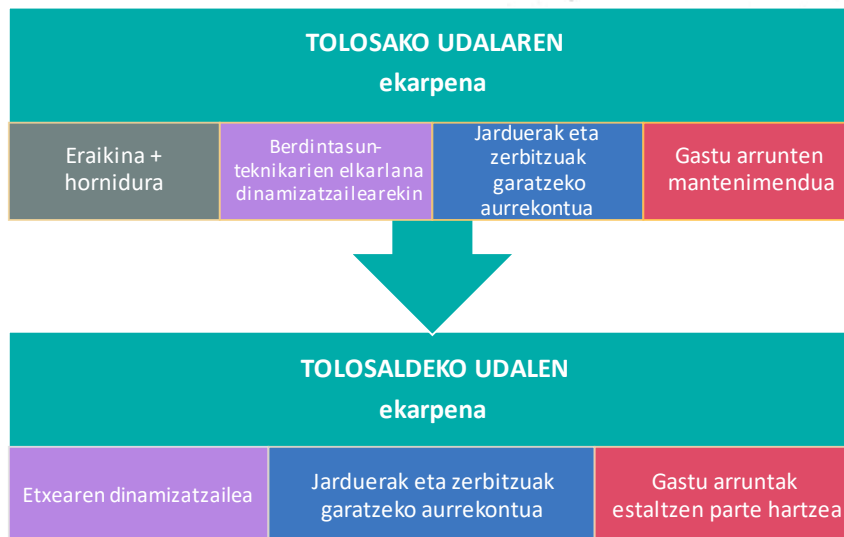 TOLOSAKO UDALAREN
ekarpena
Eraikina +
hornidura
Berdintasun-
teknikarien elkarlana
dinamizatzailearekin
Jarduerak eta
zerbitzuak
garatzeko
aurrekontua
Gastu arrunten
mantenimendua
TOLOSALDEKO UDALEN
ekarpena
Etxearen dinamizatzailea
Jarduerak eta zerbitzuak
garatzeko aurrekontua
Gastu arruntak
estaltzen parte hartzea